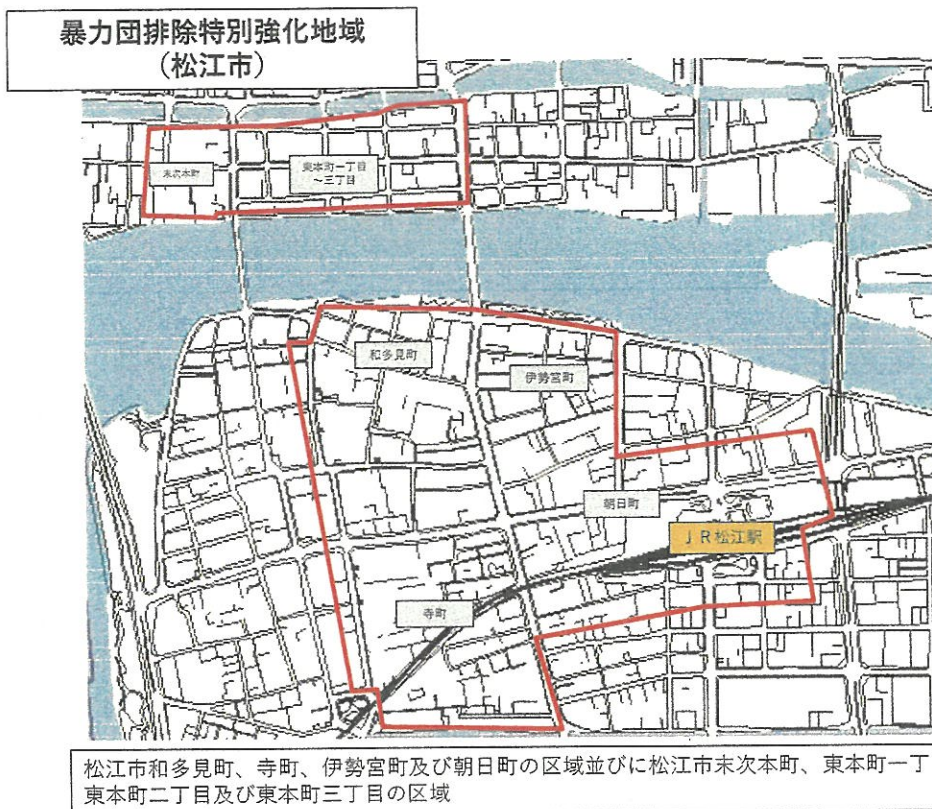 暴力団排除特別強化地域
(松江市)
末次本町
東本町一丁目
～三丁目
和多見町
伊勢宮町
朝日町
ＪＲ松江駅
寺町
松江市和多見町、寺町、伊勢宮町及び朝日町の区域並びに松江市末次本町、東本町一丁
東本町二丁目及び東本町三丁目の区域